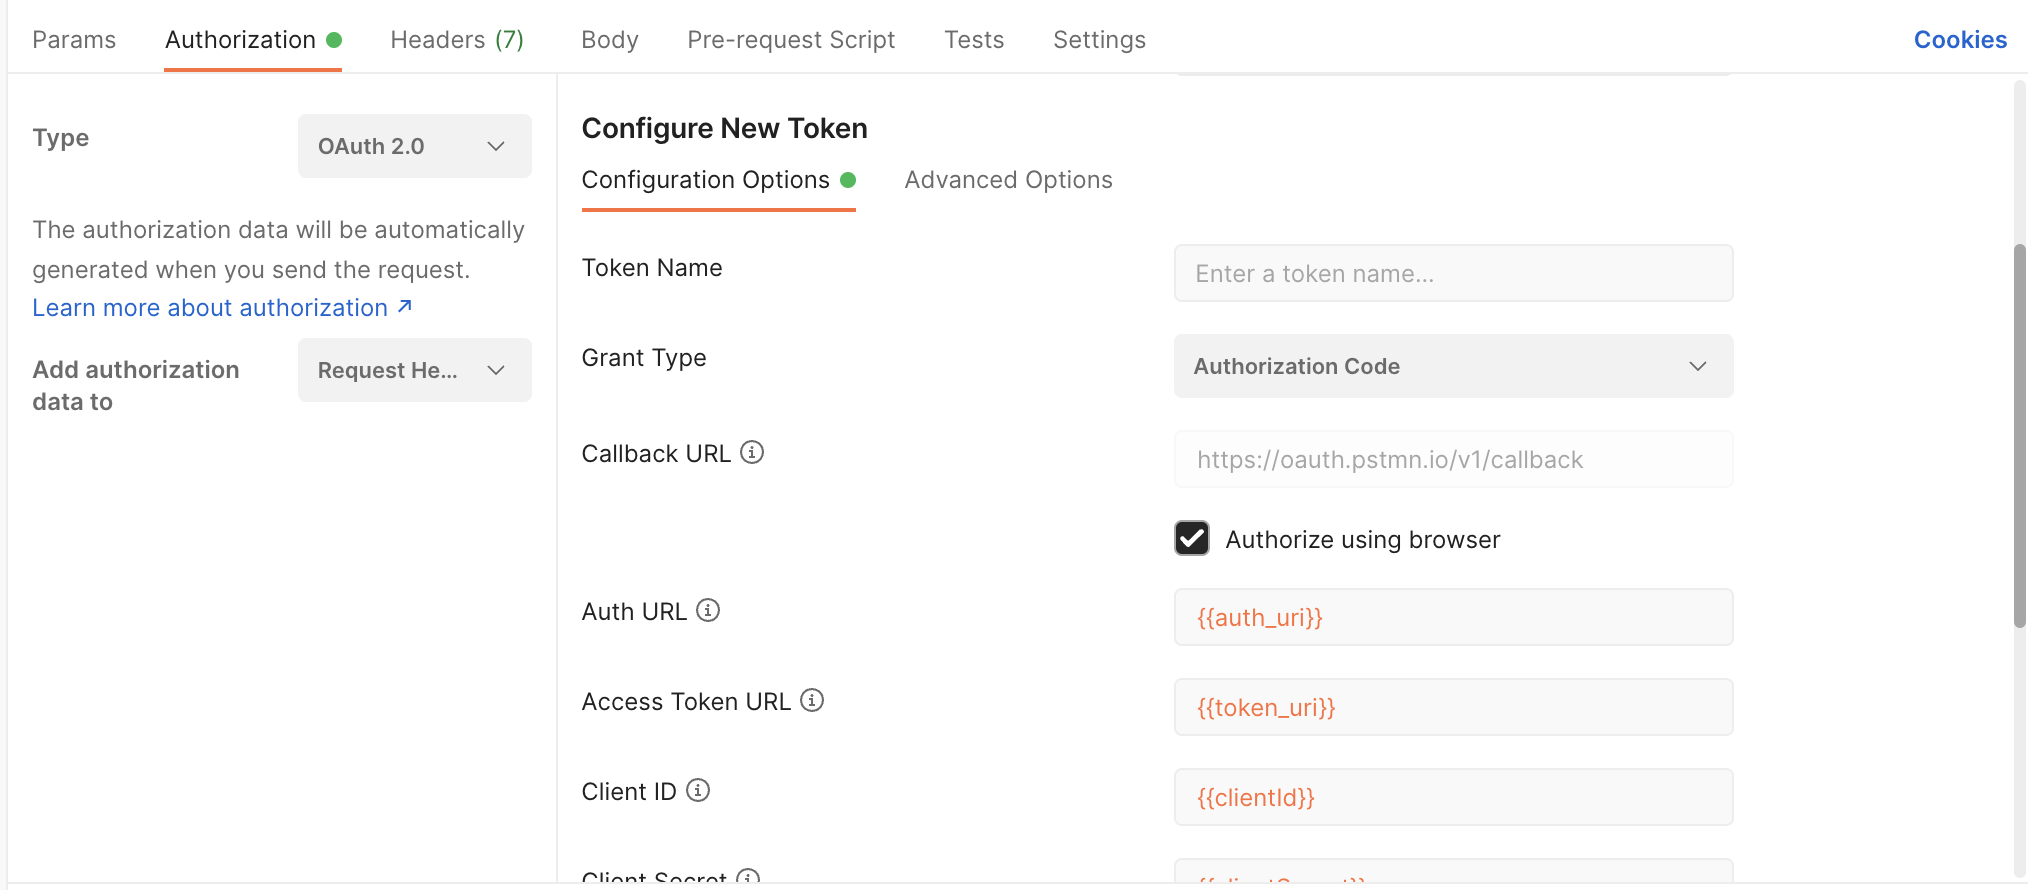 Params Authorization Headers (7) Body Pre-request Script Tests Settings Cookies
Type OAuth 2.0
The authorization data will be automatically
generated when you send the request.
Learn more about authorization ↗
Add authorization
data to
Request He...
Configure New Token
Configuration Options Advanced Options
Token Name Enter a token name...
Grant Type Authorization Code
Callback URL https://oauth.pstmn.io/v1/callback
Authorize using browser
Auth URL {{auth_uri}}
Access Token URL {{token_uri}}
Client ID {{clientId}}
Client Secret {{clientSecret}}